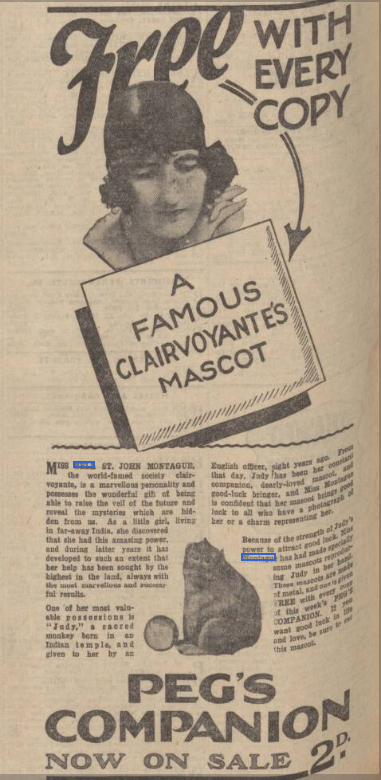 Free
WITH
EVERY
COPY
A
FAMOUS
CLAIRVOYANTE'S
MASCOT
MISS ST. JOHN MONTAGUE,
the world-famed society clair-
voyante, is a marvellous personality and
possesses the wonderful gift of being
able to raise the veil of the future and
reveal the mysteries which are hid-
den from us. As a little girl, living
in far-away India, she discovered
that she had this amazing power,
and during latter years it has
developed to such an extent that
her help has been sought by the
highest in the land, always with
the most marvellous and success-
ful results.
One of her most valu-
able possessions is
"Judy," a sacred
monkey born in an
Indian temple, and
given to her by an
English officer, eight years ago. From
that day, Judy has been her constant
companion, dearly-loved mascot, and
good-luck bringer, and Miss Montague
is confident that her mascot brings good
luck to all who have a photograph of
her or a charm representing her.
Because of the strength of Judy's
power to attract good luck, Miss
Montague has had made specially
some mascots reproduc-
ing Judy in her hand.
These mascots are made
of metal, and one is given
FREE with every copy
of this week's PEG'S
COMPANION. If you
want good luck in life
and love, be sure to get
this mascot.
PEG'S
COMPANION
NOW ON SALE 2D.